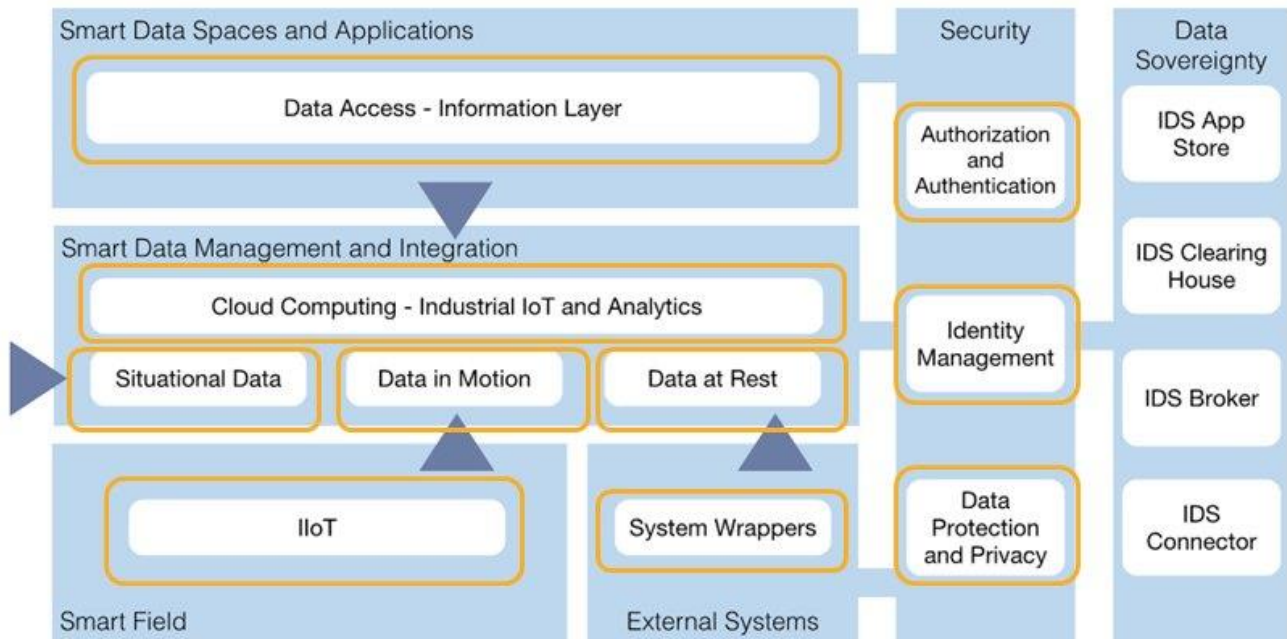 Smart Data Spaces and Applications
Data Access - Information Layer
Smart Data Management and Integration
Cloud Computing - Industrial IoT and Analytics
Situational Data
Data in Motion
Data at Rest
IIoT
Smart Field
System Wrappers
External Systems
Security
Authorization
and
Authentication
Identity
Management
Data
Protection
and Privacy
Data
Sovereignty
IDS App
Store
IDS Clearing
House
IDS Broker
IDS
Connector